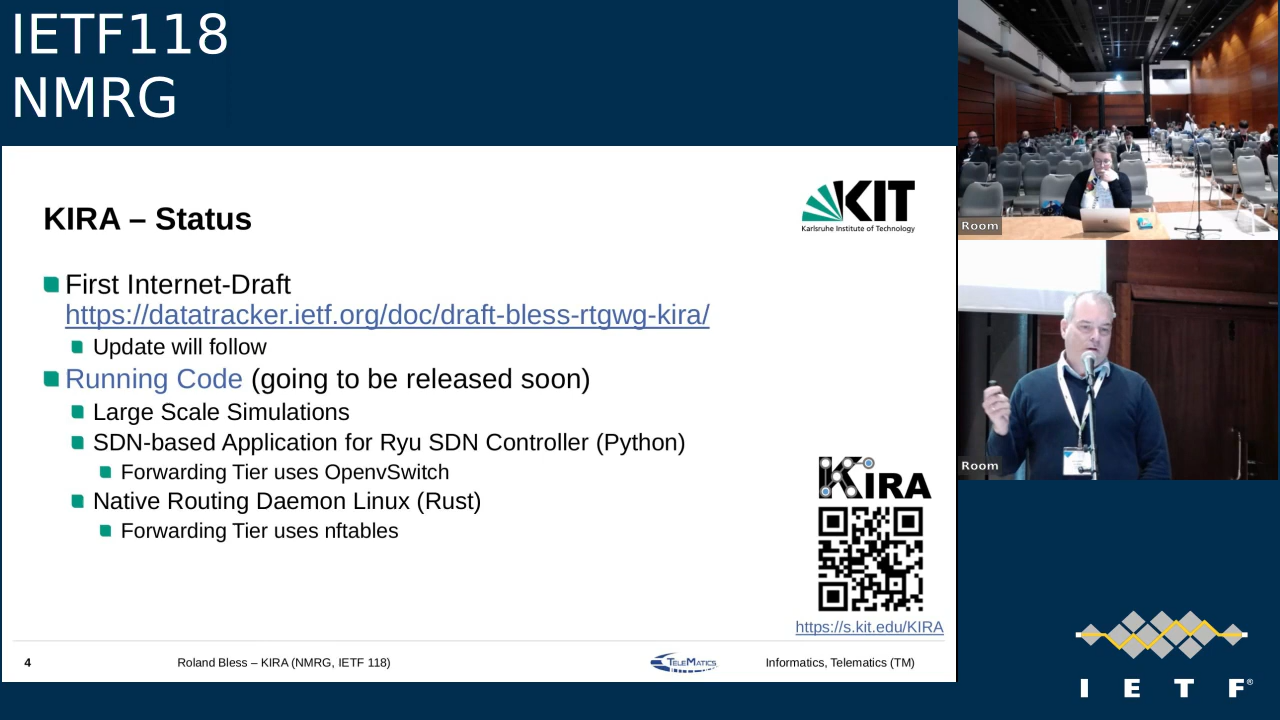 IETF118
NMRG
KIT
Karlsruhe Institute of Technology
KIRA – Status
First Internet-Draft
https://datatracker.ietf.org/doc/draft-bless-rtgwg-kira/
Update will follow
Running Code (going to be released soon)
Large Scale Simulations
SDN-based Application for Ryu SDN Controller (Python)
Forwarding Tier uses OpenvSwitch
Native Routing Daemon Linux (Rust)
Forwarding Tier uses nftables
KIRA
https://s.kit.edu/KIRA
4
Roland Bless – KIRA (NMRG, IETF 118)
TELEMATICS
Informatics, Telematics (TM)
Room
Room
I E T F®